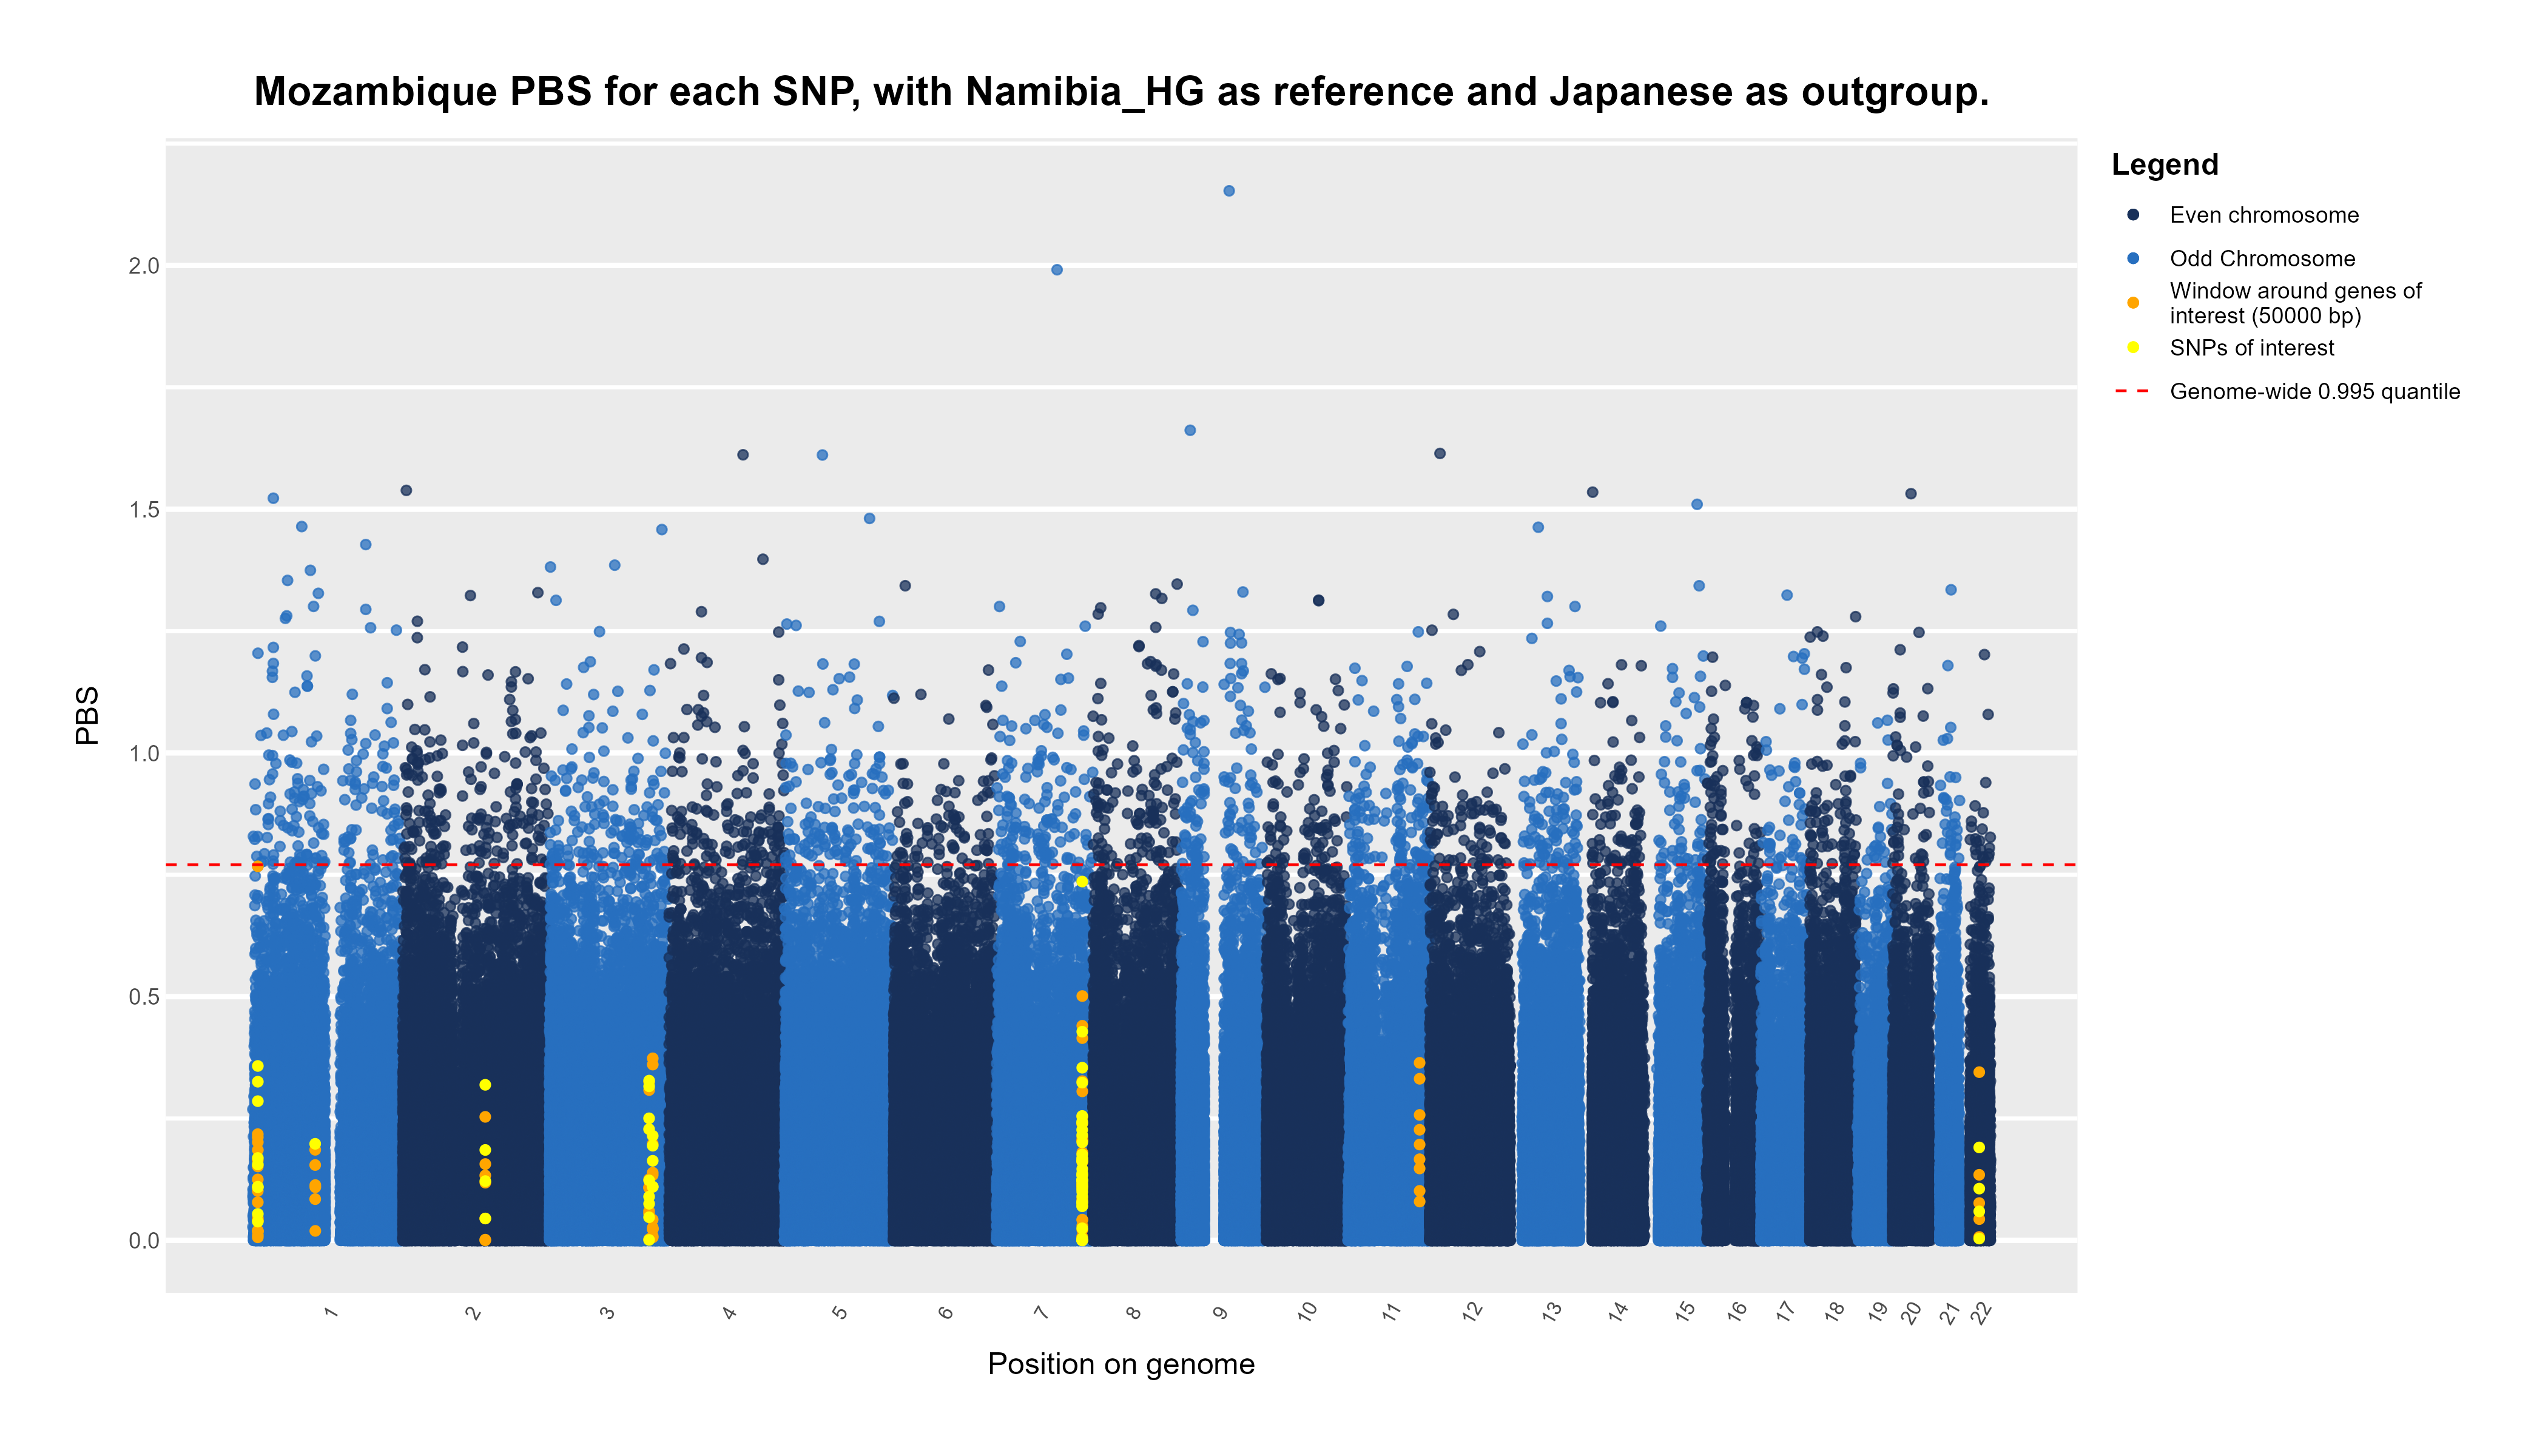 Mozambique PBS for each SNP, with Namibia_HG as reference and Japanese as outgroup.
Legend
Even chromosome
Odd Chromosome
Window around genes of
interest (50000 bp)
SNPs of interest
Genome-wide 0.995 quantile
PBS
2.0
1.5
1.0
0.5
0.0
1 2 3 4 5 6 7 8 9 10 11 12 13 14 15 16 17 18 19 20 21 22
Position on genome